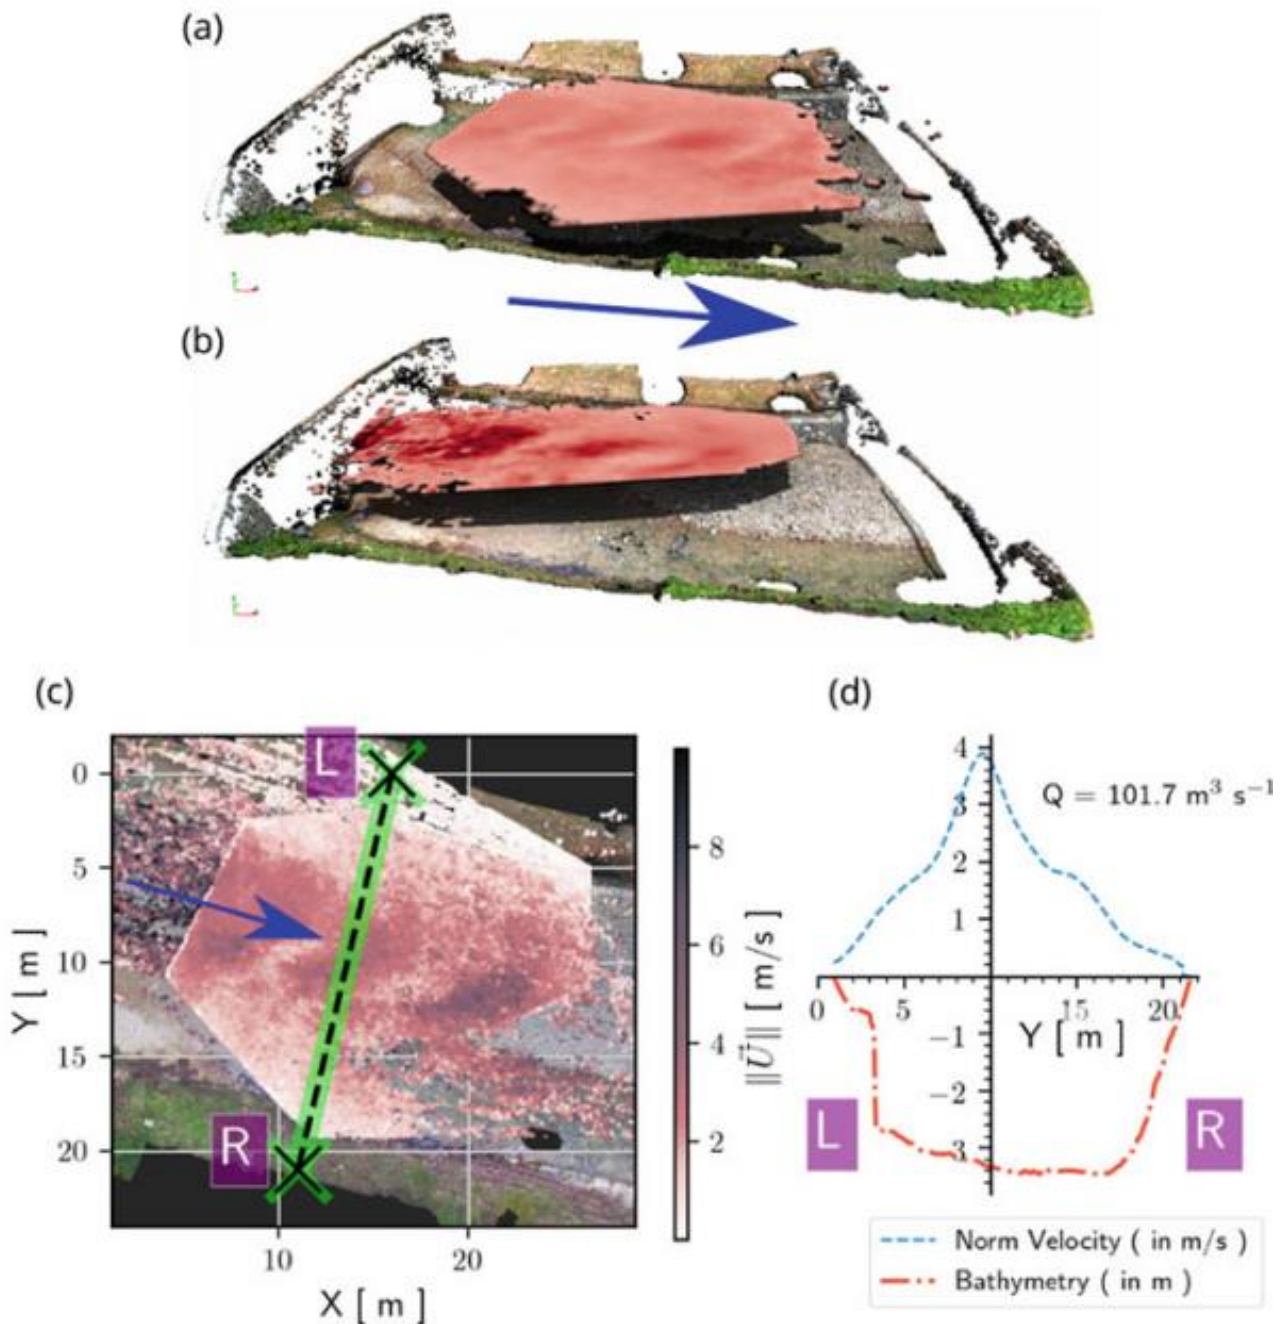 (a)
(b)
(c)
(d)
L
R
0
5
10
15
20
Y [ m ]
10
20
X [ m ]
8
6
4
2
‖U⃗‖ [ m/s ]
4
3
2
1
Q = 101.7 m³ s⁻¹
0
5
15
20
Y [ m ]
−1
−2
−3
L
R
Norm Velocity ( in m/s )
Bathymetry ( in m )